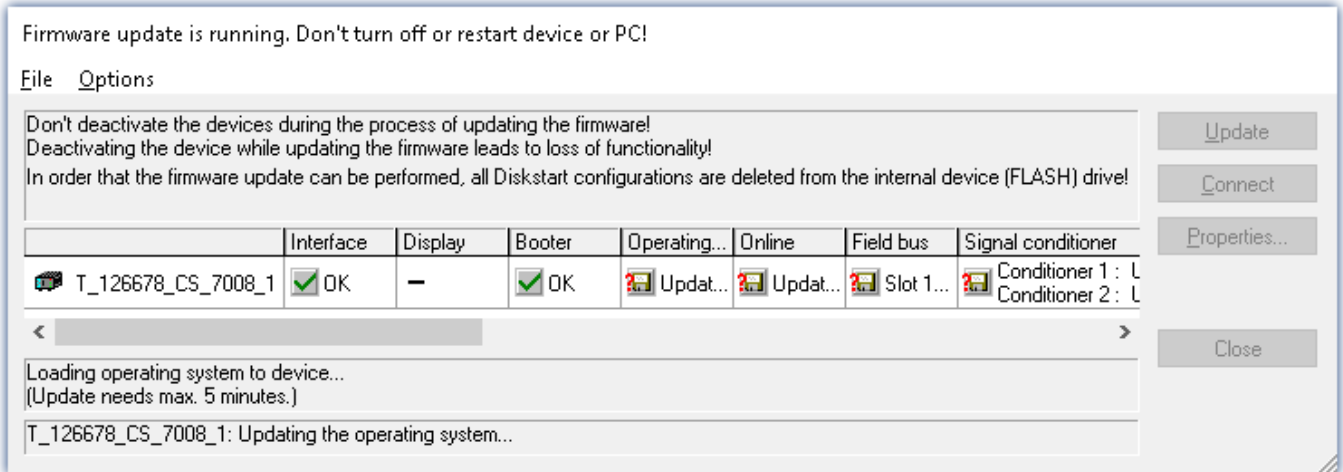 Firmware update is running. Don't turn off or restart device or PC!
File Options
Don't deactivate the devices during the process of updating the firmware!
Deactivating the device while updating the firmware leads to loss of functionality!
In order that the firmware update can be performed, all Diskstart configurations are deleted from the internal device (FLASH) drive!
Update
Connect
Properties...
Close
Interface Display Booter Operating... Online Field bus Signal conditioner
T_126678_CS_7008_1 OK – OK Updat... Updat... Slot 1... Conditioner 1 : U
Conditioner 2 : U
Loading operating system to device...
(Update needs max. 5 minutes.)
T_126678_CS_7008_1: Updating the operating system...